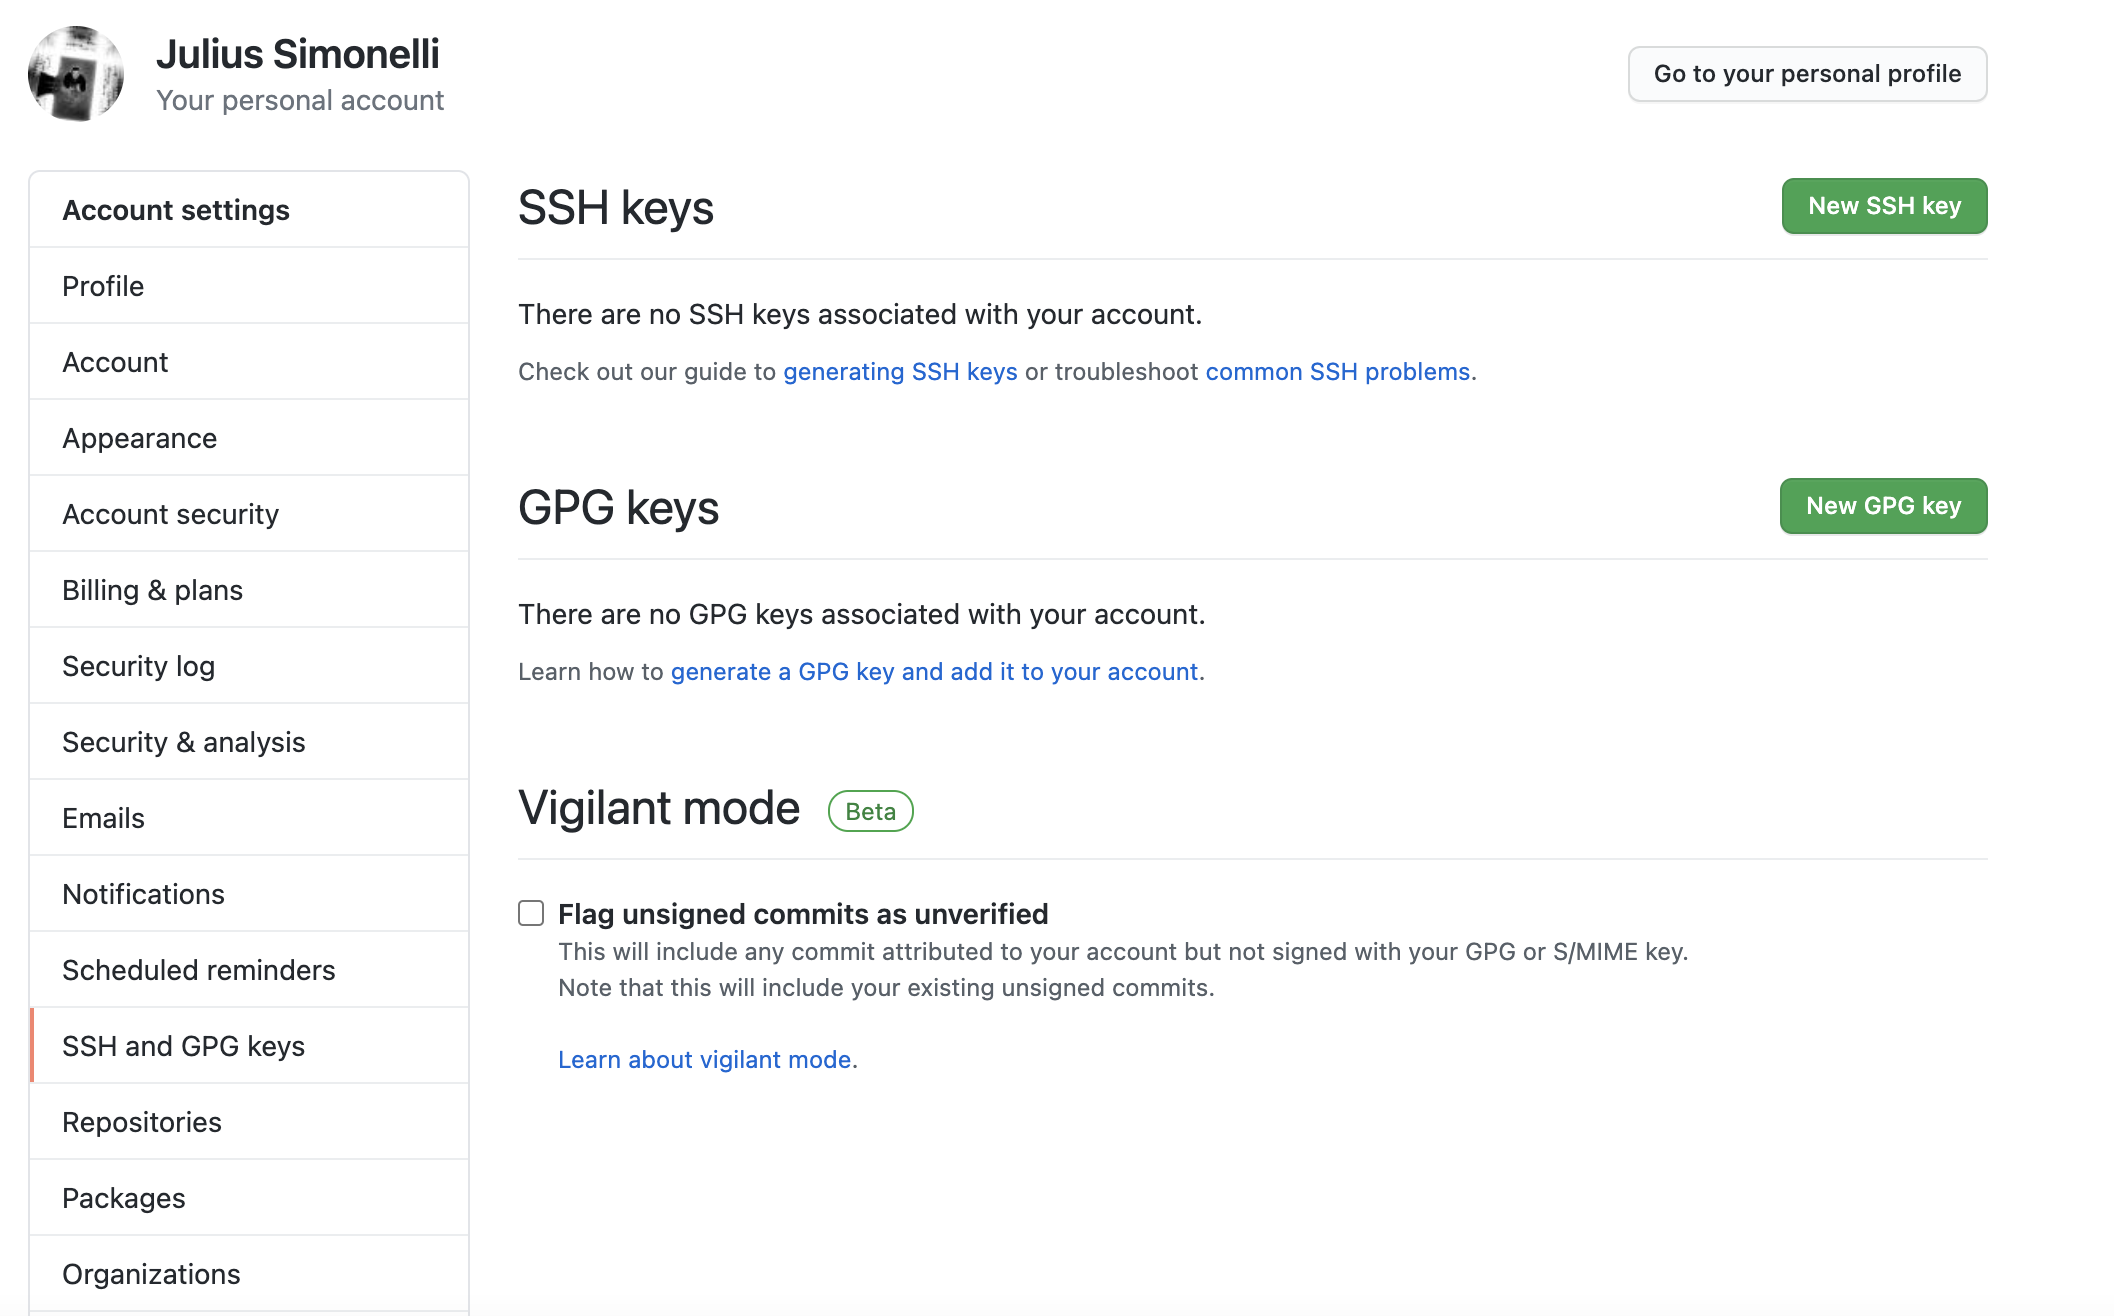 Julius Simonelli
Your personal account
Go to your personal profile
Account settings
Profile
Account
Appearance
Account security
Billing & plans
Security log
Security & analysis
Emails
Notifications
Scheduled reminders
SSH and GPG keys
Repositories
Packages
Organizations
SSH keys
New SSH key
There are no SSH keys associated with your account.
Check out our guide to generating SSH keys or troubleshoot common SSH problems.
GPG keys
New GPG key
There are no GPG keys associated with your account.
Learn how to generate a GPG key and add it to your account.
Vigilant mode
Beta
Flag unsigned commits as unverified
This will include any commit attributed to your account but not signed with your GPG or S/MIME key.
Note that this will include your existing unsigned commits.
Learn about vigilant mode.